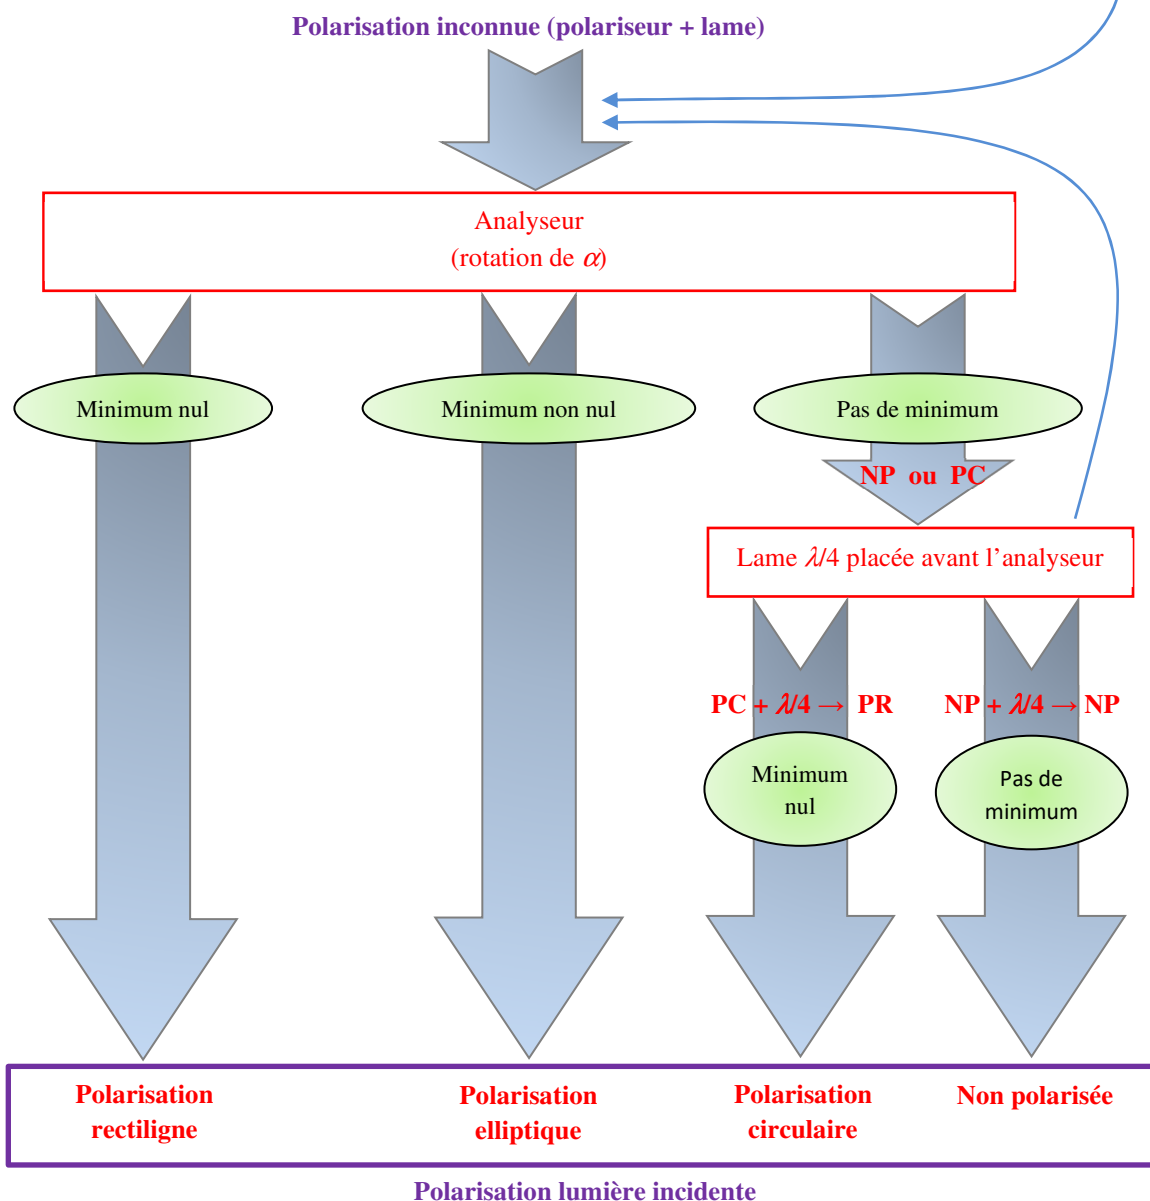 Polarisation inconnue (polariseur + lame)
Analyseur
(rotation de α)
Minimum nul
Minimum non nul
Pas de minimum
NP ou PC
Lame λ/4 placée avant l’analyseur
PC + λ/4 → PR
NP + λ/4 → NP
Minimum
nul
Pas de
minimum
Polarisation
rectiligne
Polarisation
elliptique
Polarisation
circulaire
Non polarisée
Polarisation lumière incidente